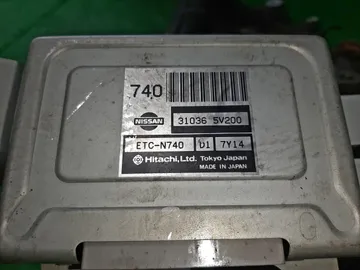 740
NISSAN 31036 5V200
ETC-N740 D1 7Y14
Hitachi, Ltd. Tokyo Japan
MADE IN JAPAN